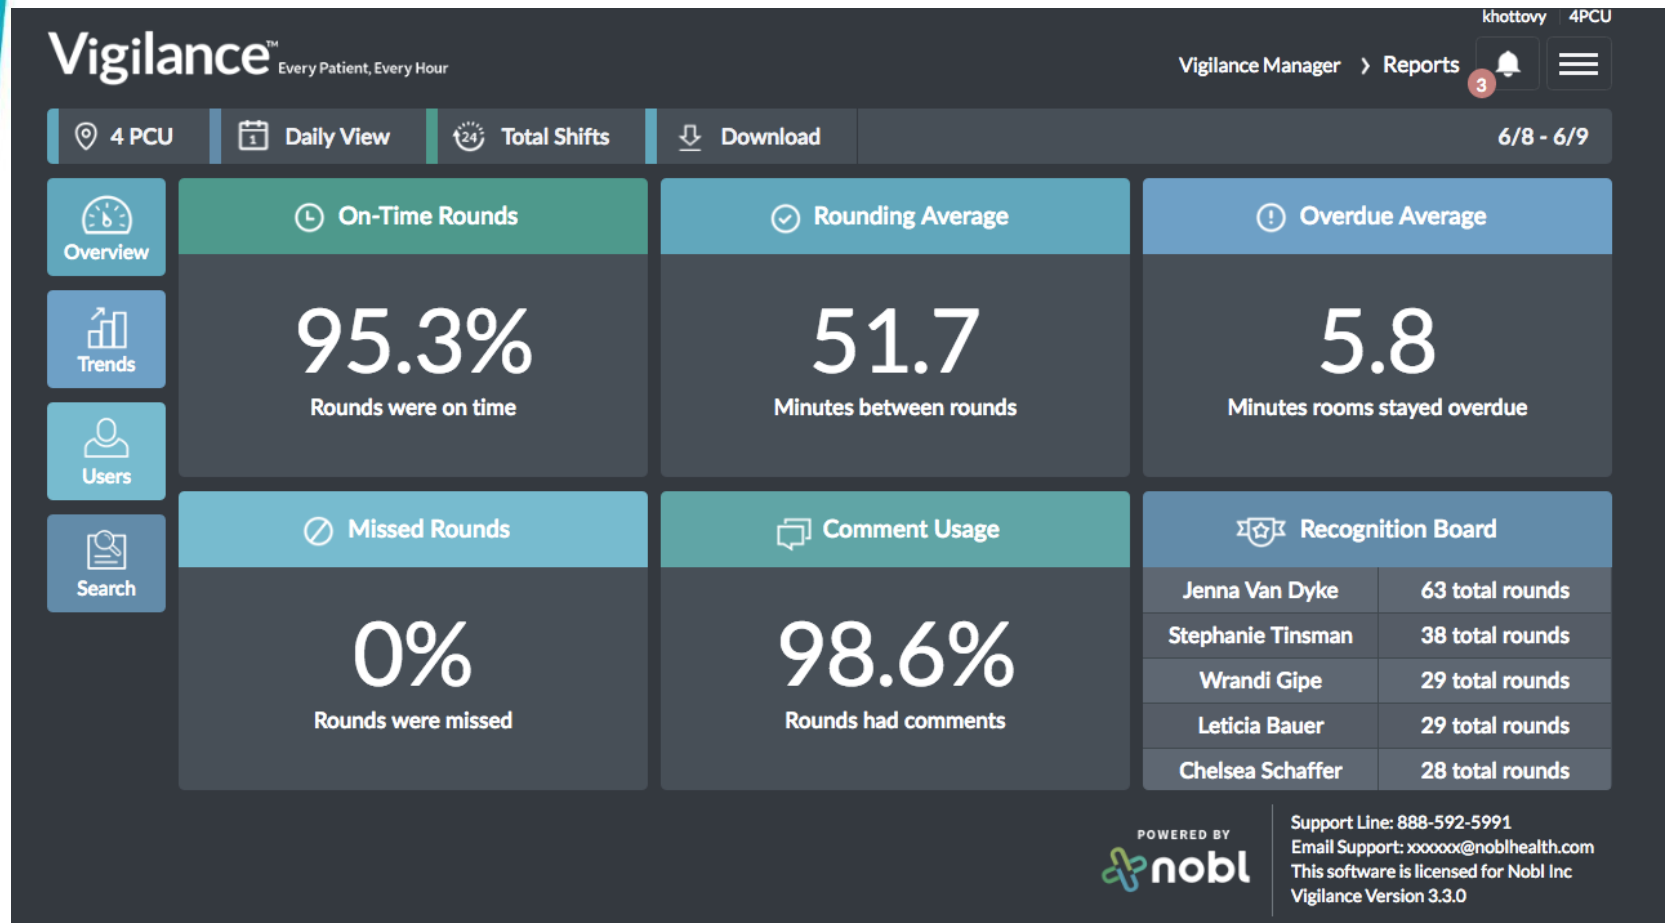 khottovy 4PCU
Vigilance™ Every Patient, Every Hour
Vigilance Manager › Reports
3
4 PCU
1
Daily View
24
Total Shifts
Download
6/8 - 6/9
Overview
Trends
Users
Search
On-Time Rounds
95.3%
Rounds were on time
Rounding Average
51.7
Minutes between rounds
Overdue Average
5.8
Minutes rooms stayed overdue
Missed Rounds
0%
Rounds were missed
Comment Usage
98.6%
Rounds had comments
Recognition Board
Jenna Van Dyke 63 total rounds
Stephanie Tinsman 38 total rounds
Wrandi Gipe 29 total rounds
Leticia Bauer 29 total rounds
Chelsea Schaffer 28 total rounds
POWERED BY
nobl
Support Line: 888-592-5991
Email Support: xxxxxx@noblhealth.com
This software is licensed for Nobl Inc
Vigilance Version 3.3.0